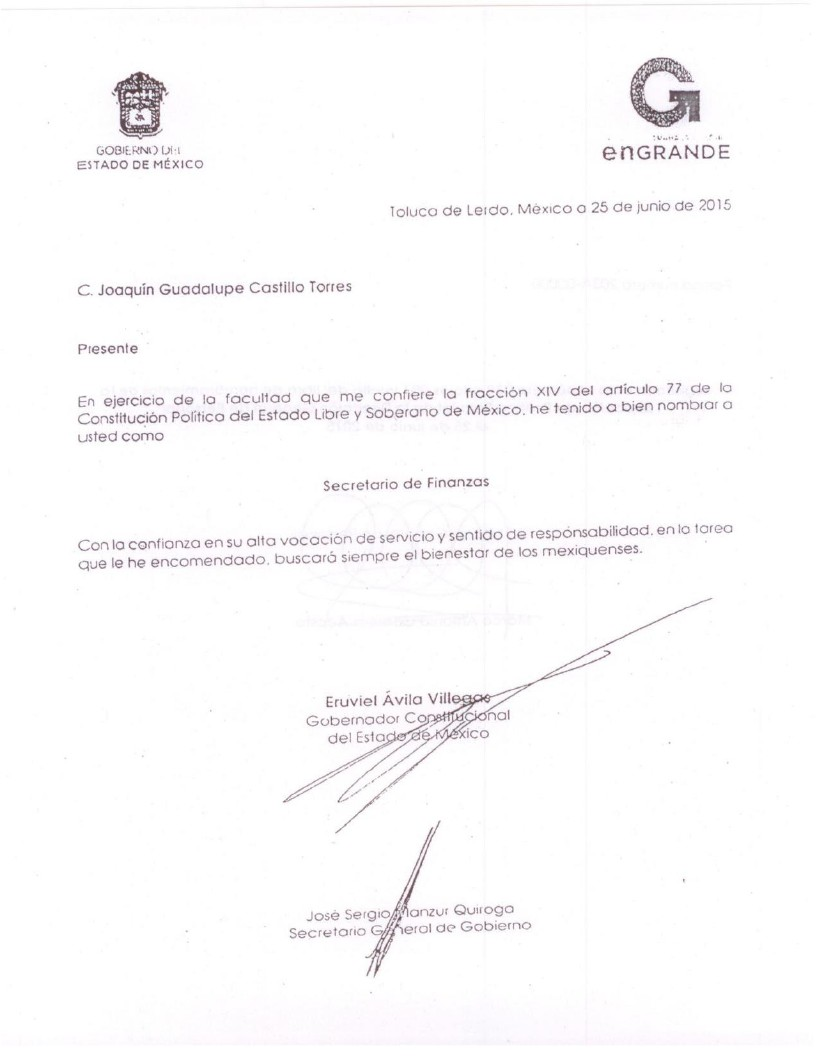 GOBIERNO DEL
ESTADO DE MÉXICO
enGRANDE
Toluca de Lerdo, México a 25 de junio de 2015
C. Joaquín Guadalupe Castillo Torres
Presente
En ejercicio de la facultad que me confiere la fracción XIV del artículo 77 de la
Constitución Política del Estado Libre y Soberano de México, he tenido a bien nombrar a
usted como
Secretario de Finanzas
Con la confianza en su alta vocación de servicio y sentido de responsabilidad, en la tarea
que le he encomendado, buscará siempre el bienestar de los mexiquenses.
Eruviel Ávila Villegas
Gobernador Constitucional
del Estado de México
José Sergio Manzur Quiroga
Secretario General de Gobierno